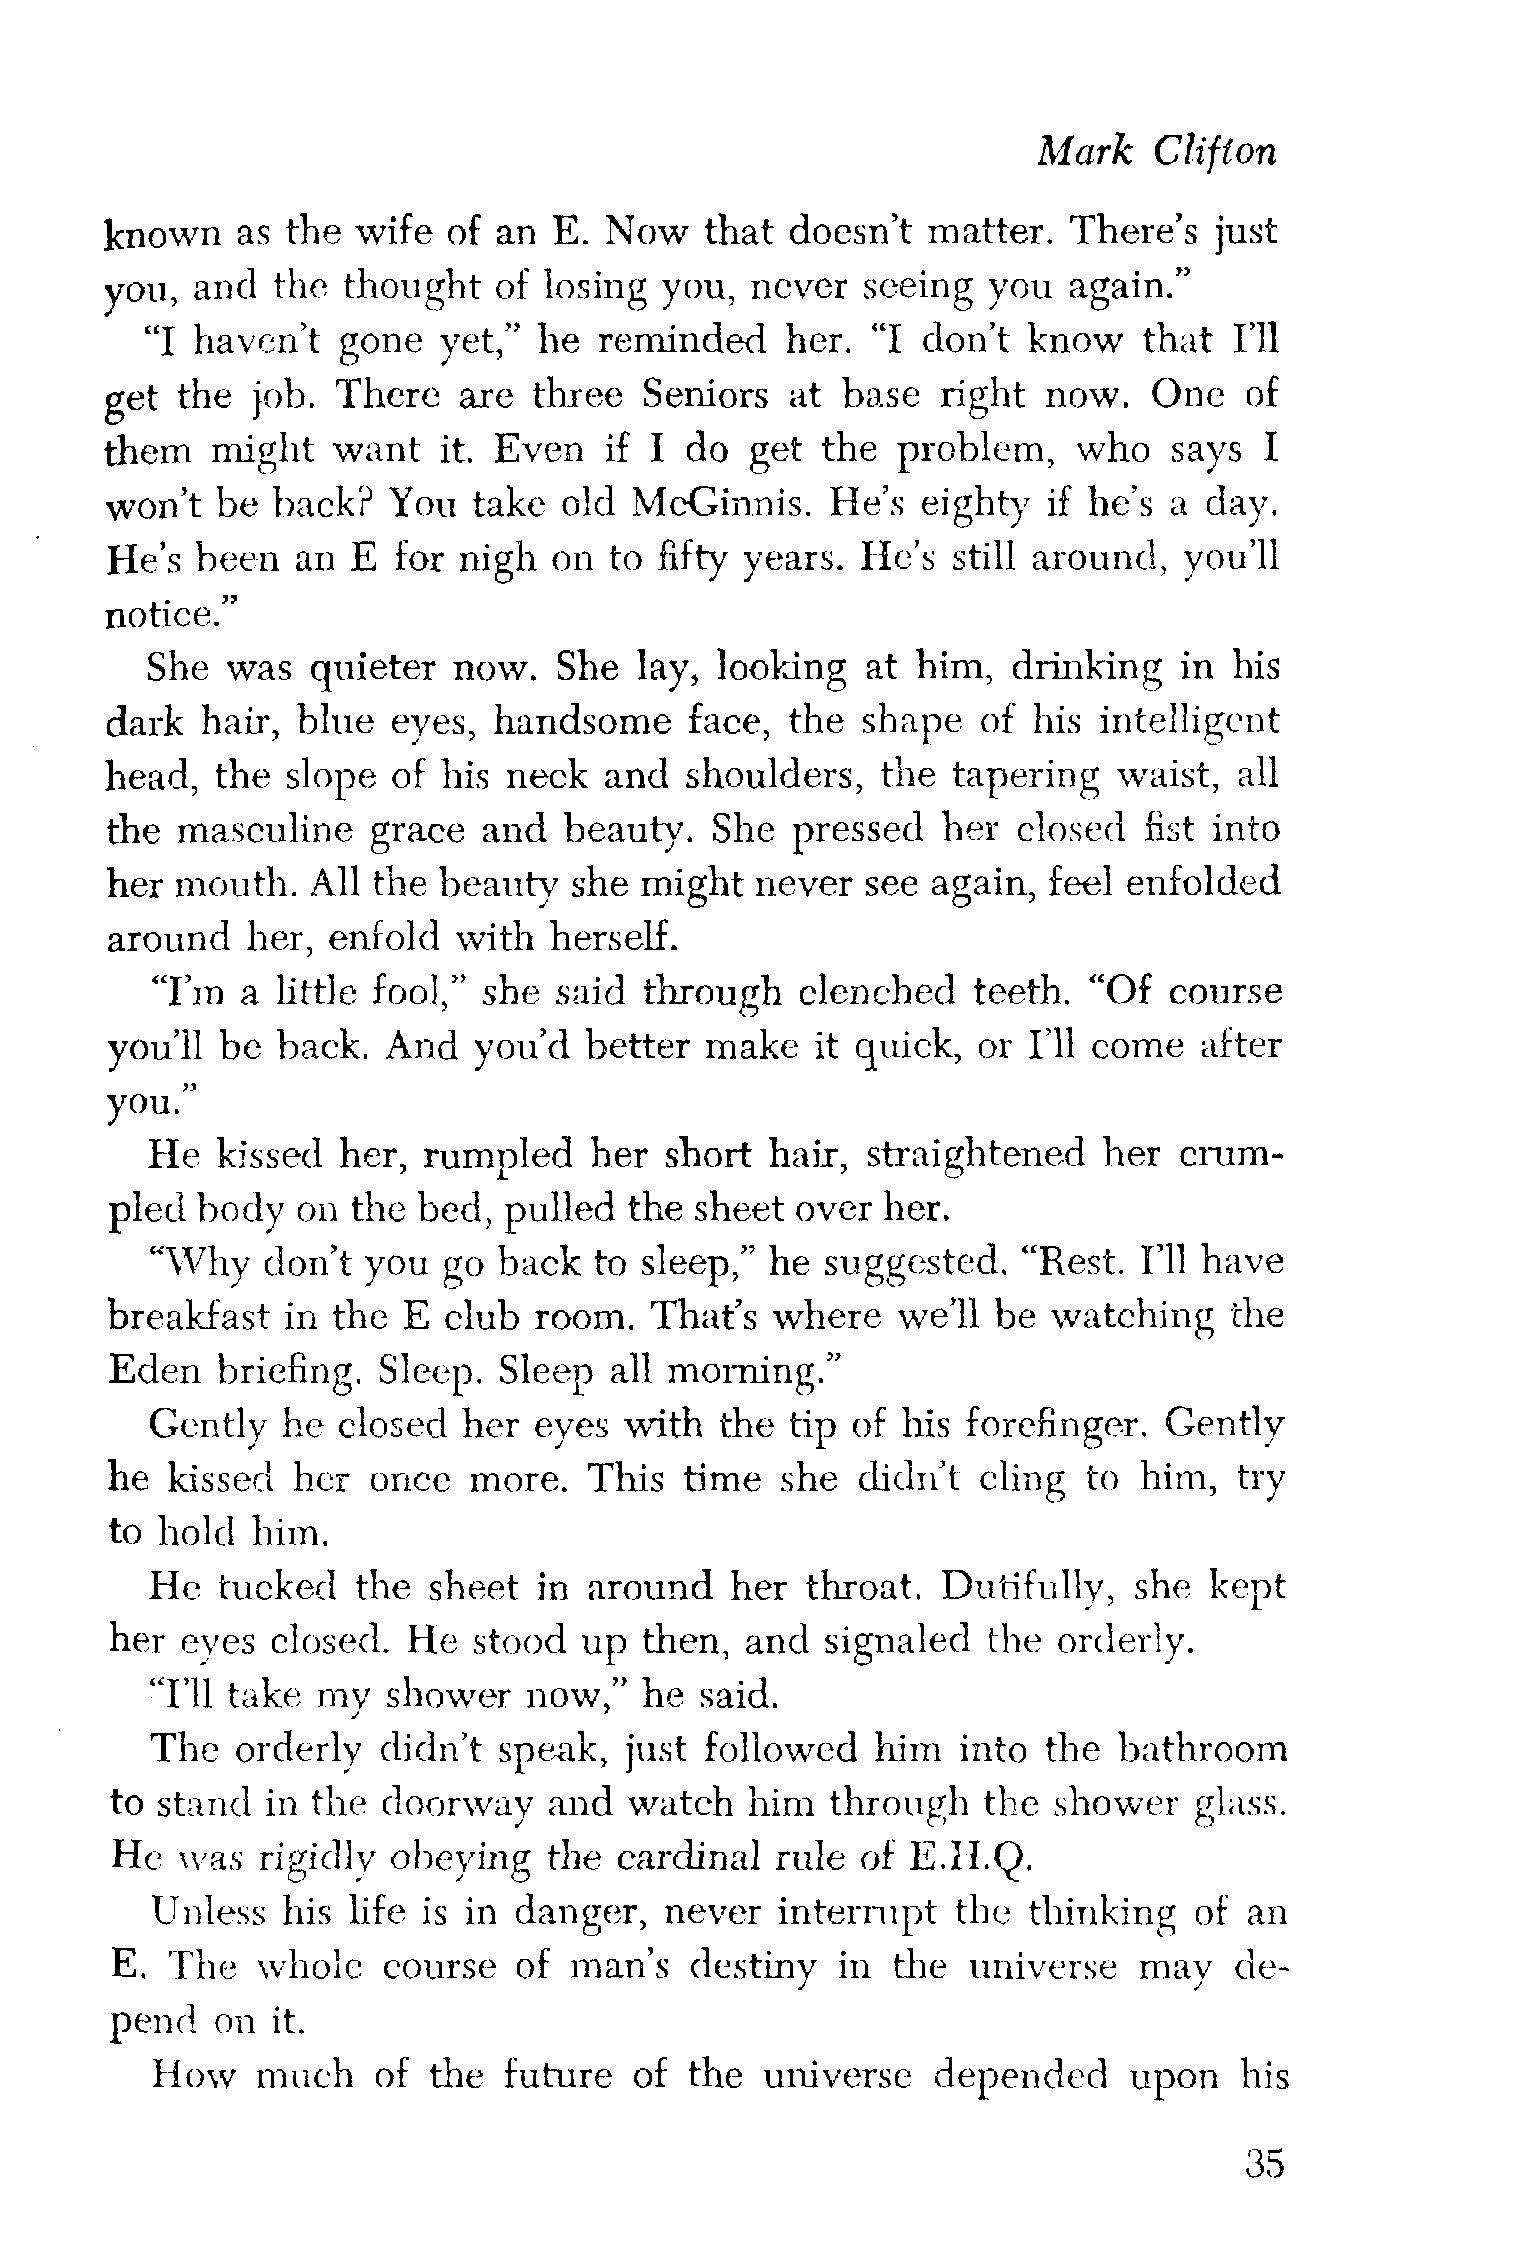 Mark Clifton
known as the wife of an E. Now that doesn't matter. There's just
you, and the thought of losing you, never seeing you again."
"I haven't gone yet," he reminded her. "I don't know that I'll
get the job. There are three Seniors at base right now. One of
them might want it. Even if I do get the problem, who says I
won't be back? You take old McGinnis. He's eighty if he's a day.
He's been an E for nigh on to fifty years. He's still around, you'll
notice."
She was quieter now. She lay, looking at him, drinking in his
dark hair, blue eyes, handsome face, the shape of his intelligent
head, the slope of his neck and shoulders, the tapering waist, all
the masculine grace and beauty. She pressed her closed fist into
her mouth. All the beauty she might never see again, feel enfolded
around her, enfold with herself.
"I'm a little fool," she said through clenched teeth. "Of course
you'll be back. And you'd better make it quick, or I'll come after
you."
He kissed her, rumpled her short hair, straightened her crum-
pled body on the bed, pulled the sheet over her.
"Why don't you go back to sleep," he suggested. "Rest. I'll have
breakfast in the E club room. That's where we'll be watching the
Eden briefing. Sleep. Sleep all morning."
Gently he closed her eyes with the tip of his forefinger. Gently
he kissed her once more. This time she didn't cling to him, try
to hold him.
He tucked the sheet in around her throat. Dutifully, she kept
her eyes closed. He stood up then, and signaled the orderly.
"I'll take my shower now," he said.
The orderly didn't speak, just followed him into the bathroom
to stand in the doorway and watch him through the shower glass.
He was rigidly obeying the cardinal rule of E.H.Q.
Unless his life is in danger, never interrupt the thinking of an
E. The whole course of man's destiny in the universe may de-
pend on it.
How much of the future of the universe depended upon his
35